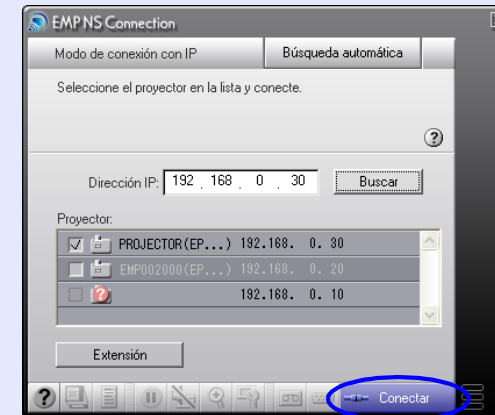 EMP NS Connection
Modo de conexión con IP Búsqueda automática
Seleccione el proyector en la lista y conecte.
?
Dirección IP: 192 . 168 . 0 . 30 Buscar
Proyector:
PROJECTOR(EP...) 192.168. 0. 30
EMP002000(EP...) 192.168. 0. 20
? 192.168. 0. 10
Extensión
? Conectar